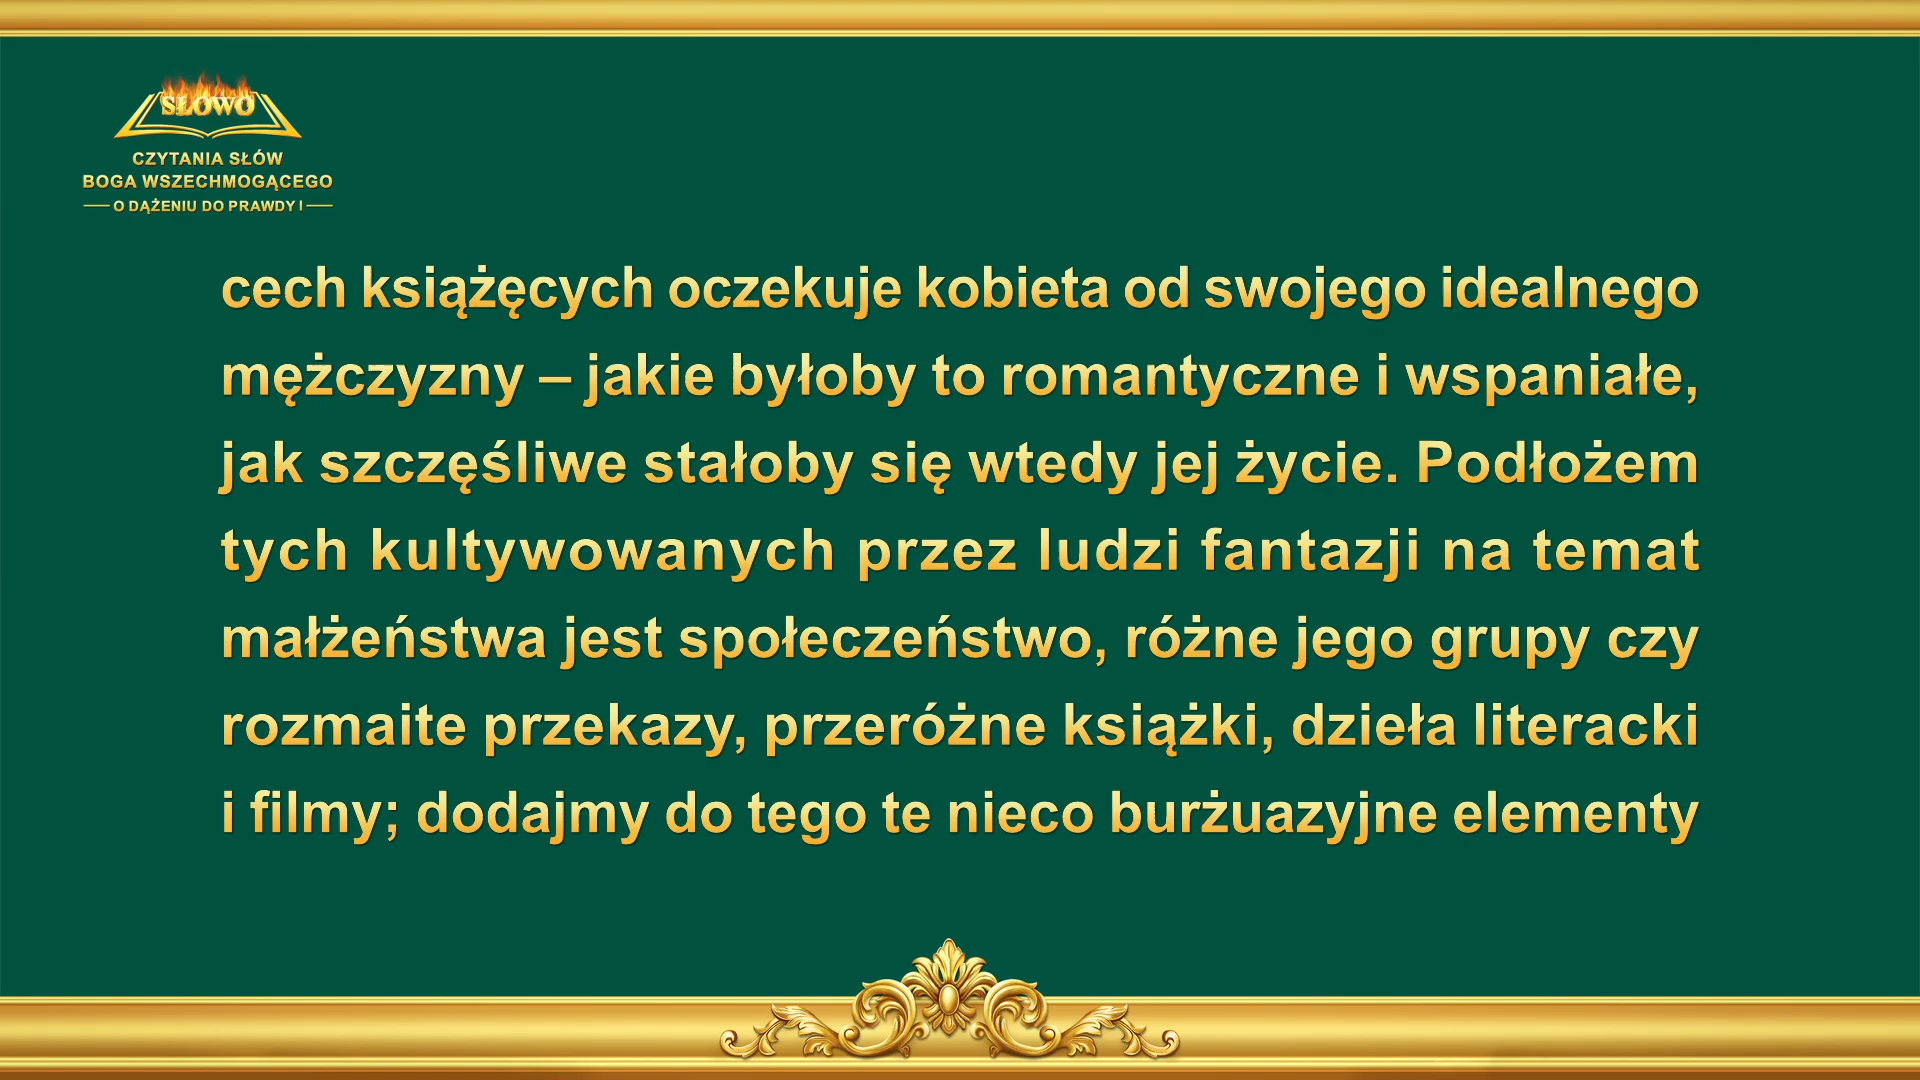 SŁOWO
CZYTANIA SŁÓW
BOGA WSZECHMOGĄCEGO
O DĄŻENIU DO PRAWDY I
cech książęcych oczekuje kobieta od swojego idealnego
mężczyzny – jakie byłoby to romantyczne i wspaniałe,
jak szczęśliwe stałoby się wtedy jej życie. Podłożem
tych kultywowanych przez ludzi fantazji na temat
małżeństwa jest społeczeństwo, różne jego grupy czy
rozmaite przekazy, przeróżne książki, dzieła literacki
i filmy; dodajmy do tego te nieco burżuazyjne elementy